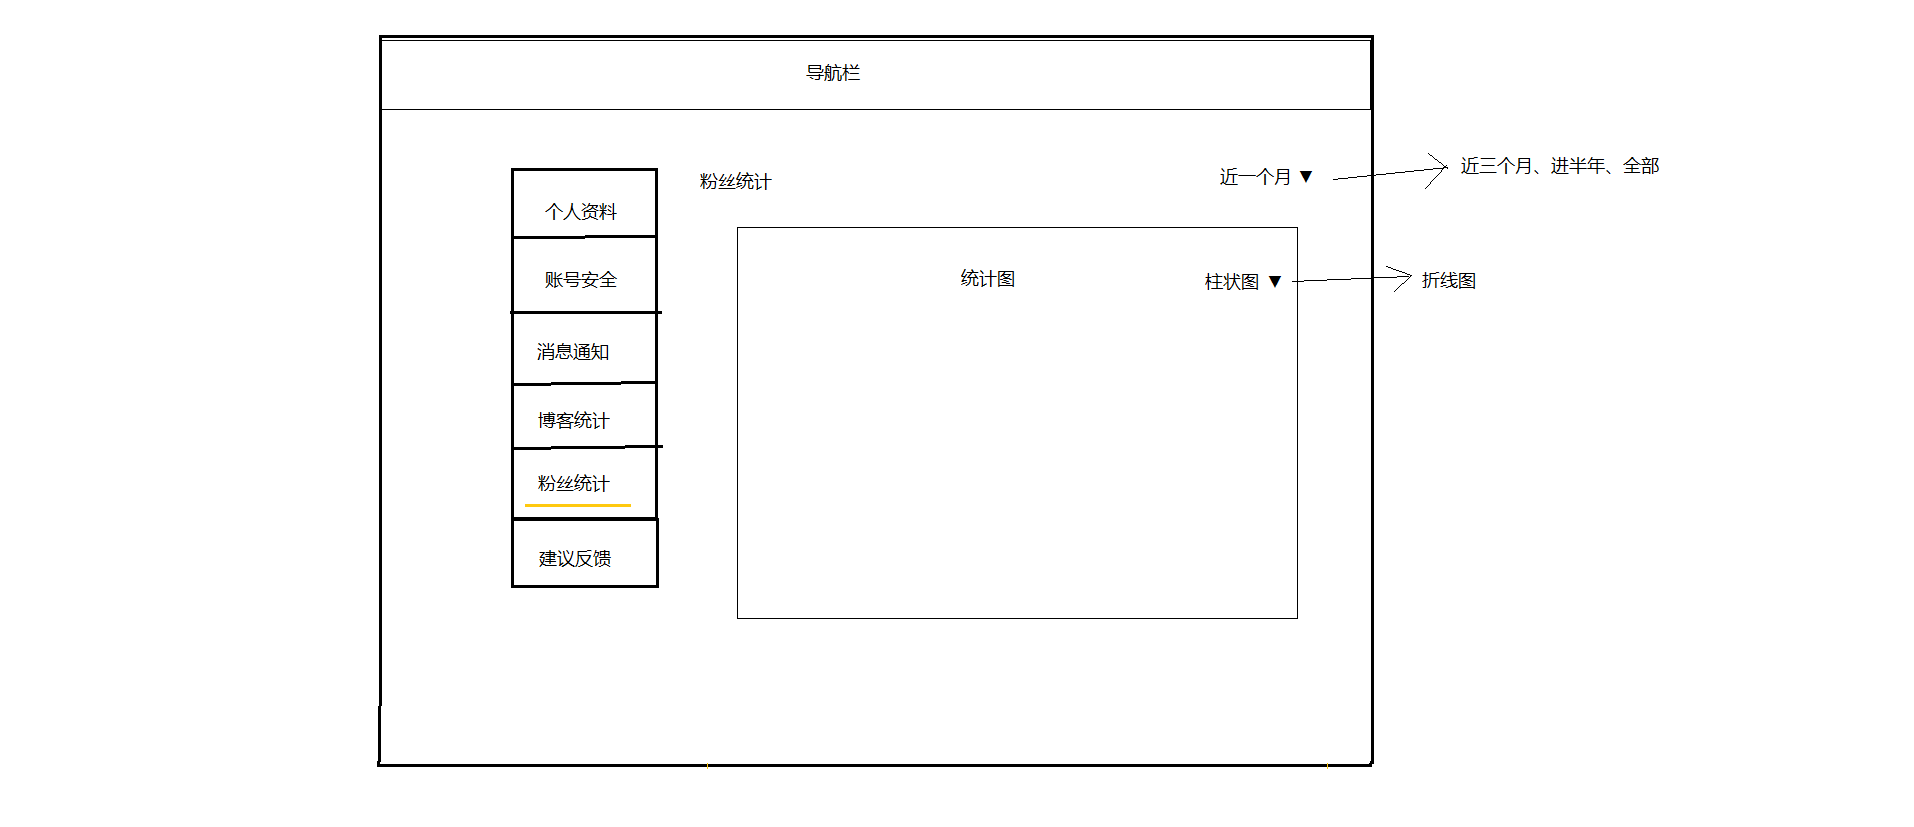 导航栏
近三个月、进半年、全部
近一个月 ▼
粉丝统计
个人资料
账号安全
消息通知
博客统计
粉丝统计
建议反馈
统计图
柱状图 ▼
折线图